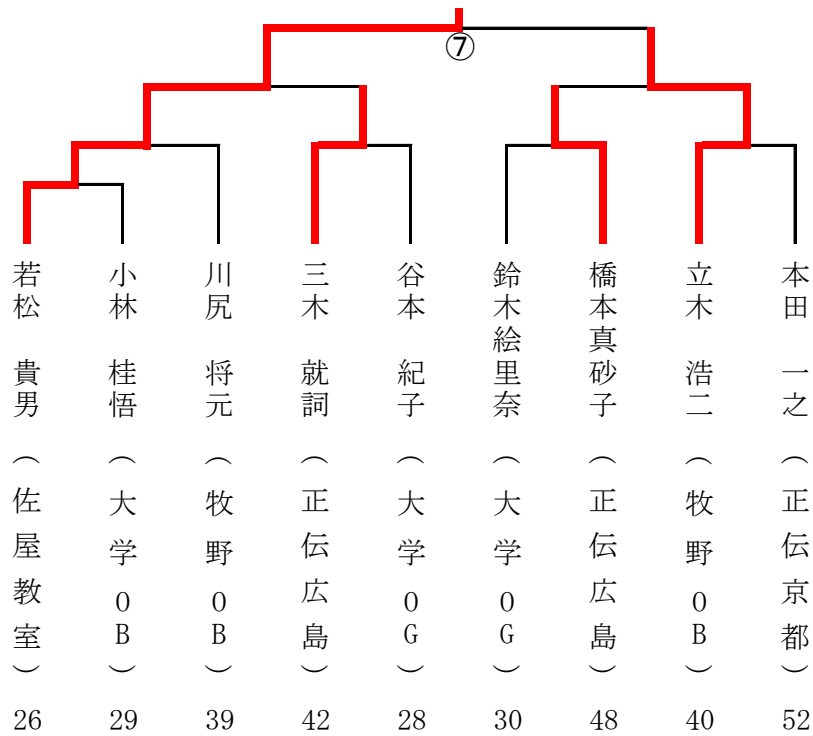 ⑦
若松　貴男（佐屋教室）26
小林　桂悟（大学OB）29
川尻　将元（牧野OB）39
三木　就詞（正伝広島）42
谷本　紀子（大学OG）28
鈴木絵里奈（大学OG）30
橋本真砂子（正伝広島）48
立木　浩二（牧野OB）40
本田　一之（正伝京都）52